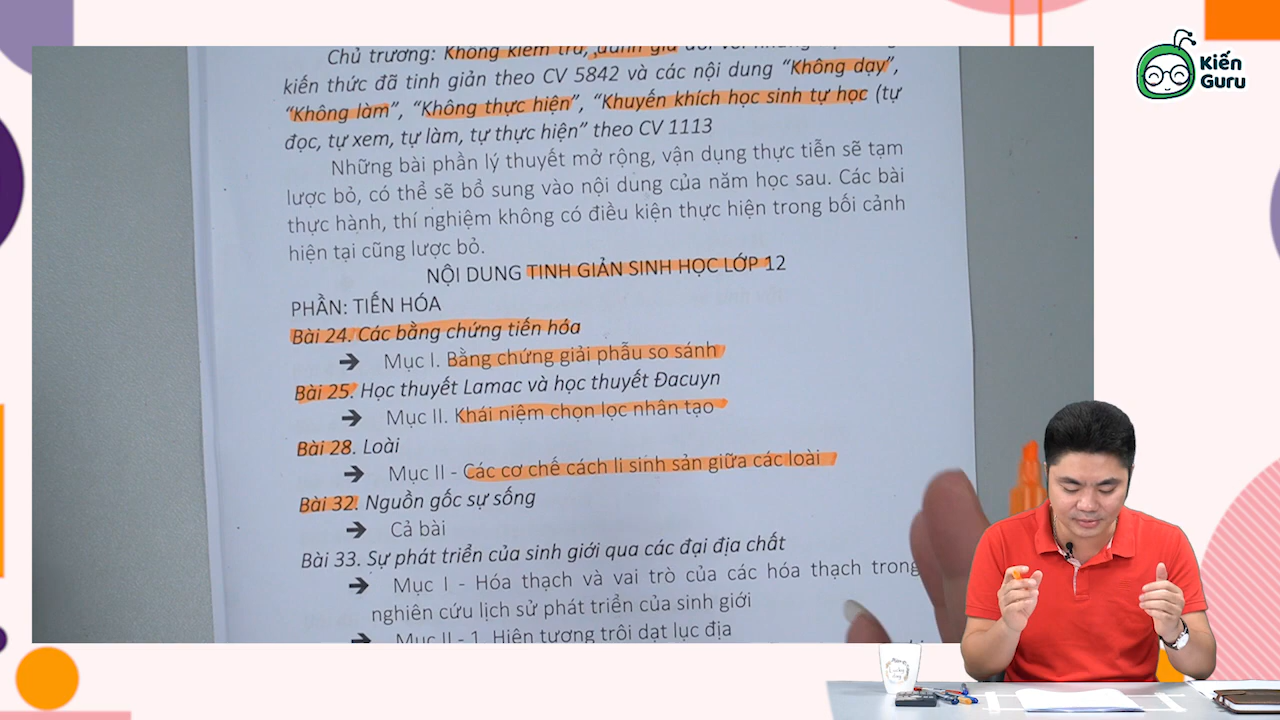 Chủ trương: Không kiểm tra, đánh giá đối với những
kiến thức đã tinh giản theo CV 5842 và các nội dung “Không dạy”,
“Không làm”, “Không thực hiện”, “Khuyến khích học sinh tự học (tự
đọc, tự xem, tự làm, tự thực hiện” theo CV 1113
Những bài phần lý thuyết mở rộng, vận dụng thực tiễn sẽ tạm
lược bỏ, có thể sẽ bổ sung vào nội dung của năm học sau. Các bài
thực hành, thí nghiệm không có điều kiện thực hiện trong bối cảnh
hiện tại cũng lược bỏ.
NỘI DUNG TINH GIẢN SINH HỌC LỚP 12
PHẦN: TIẾN HÓA
Bài 24. Các bằng chứng tiến hóa
➔ Mục I. Bằng chứng giải phẫu so sánh
Bài 25. Học thuyết Lamac và học thuyết Đacuyn
➔ Mục II. Khái niệm chọn lọc nhân tạo
Bài 28. Loài
➔ Mục II - Các cơ chế cách li sinh sản giữa các loài
Bài 32. Nguồn gốc sự sống
➔ Cả bài
Bài 33. Sự phát triển của sinh giới qua các đại địa chất
➔ Mục I - Hóa thạch và vai trò của các hóa thạch trong
nghiên cứu lịch sử phát triển của sinh giới
➔ Mục II - 1. Hiện tượng trôi dạt lục địa
Kiến
Guru